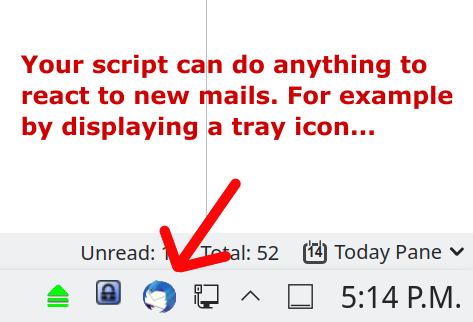 Your script can do anything to
react to new mails. For example
by displaying a tray icon...
Unread: Total: 52 14 Today Pane
5:14 P.M.